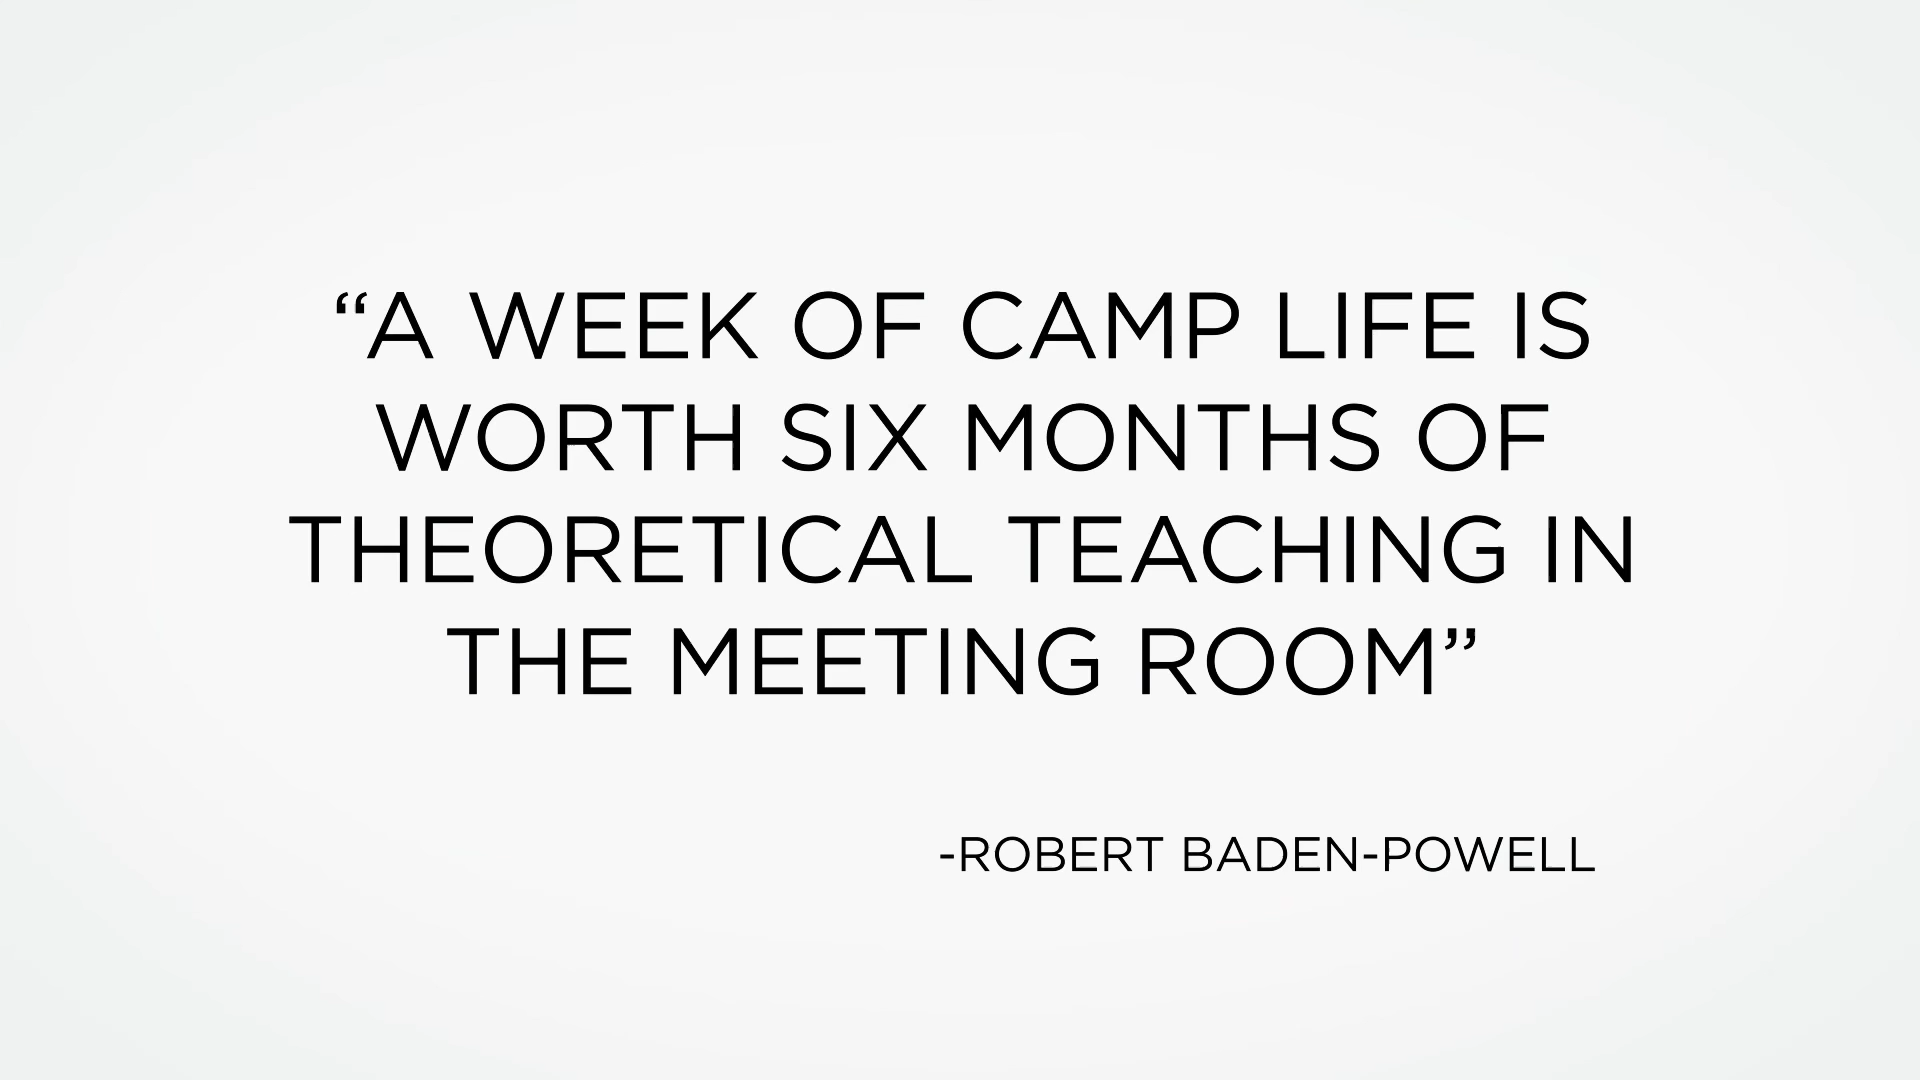 “A WEEK OF CAMP LIFE IS
WORTH SIX MONTHS OF
THEORETICAL TEACHING IN
THE MEETING ROOM”
-ROBERT BADEN-POWELL